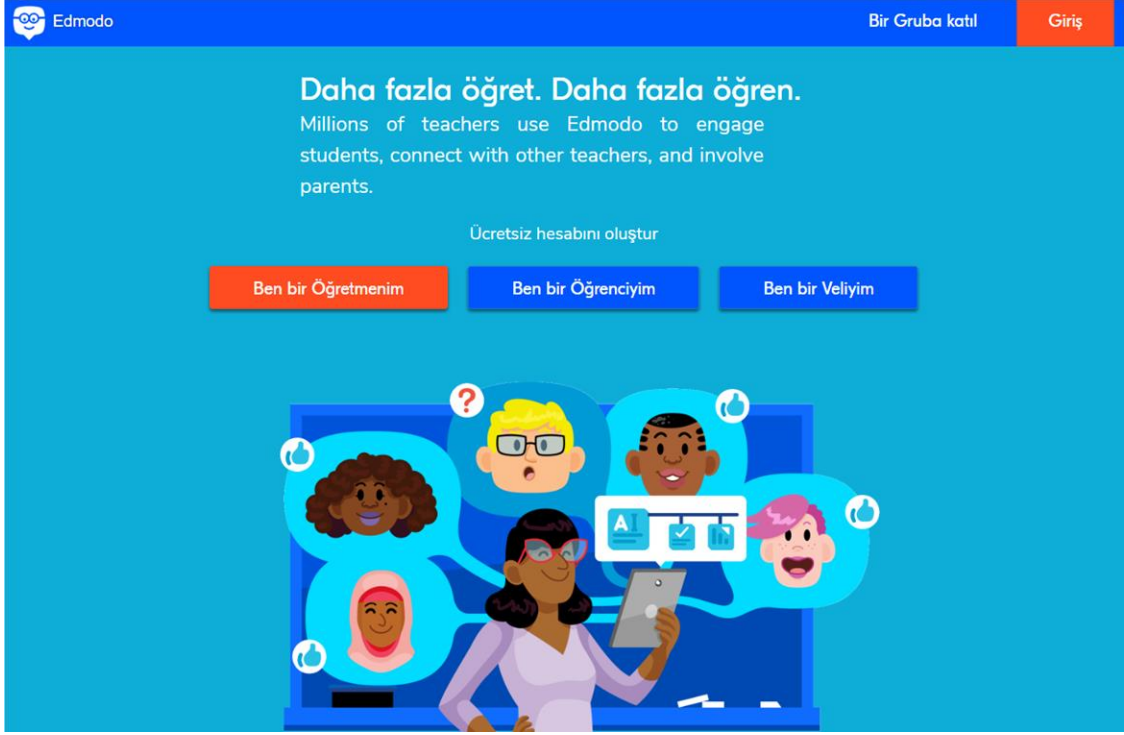 Edmodo
Bir Gruba katıl
Giriş
Daha fazla öğret. Daha fazla öğren.
Millions of teachers use Edmodo to engage
students, connect with other teachers, and involve
parents.
Ücretsiz hesabını oluştur
Ben bir Öğretmenim
Ben bir Öğrenciyim
Ben bir Veliyim
?
A